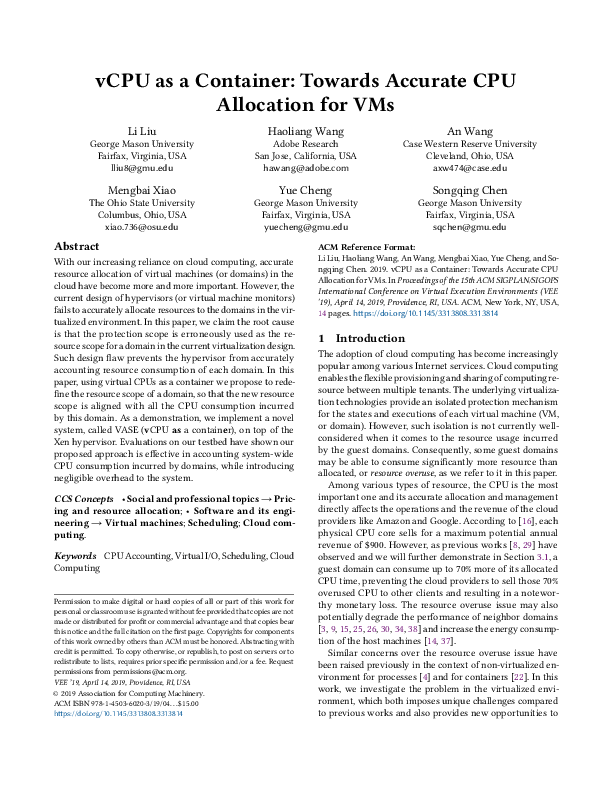 vCPU as a Container: Towards Accurate CPU
Allocation for VMs
Li Liu
George Mason University
Fairfax, Virginia, USA
lliu8@gmu.edu
Haoliang Wang
Adobe Research
San Jose, California, USA
hawang@adobe.com
An Wang
Case Western Reserve University
Cleveland, Ohio, USA
axw474@case.edu
Mengbai Xiao
The Ohio State University
Columbus, Ohio, USA
xiao.736@osu.edu
Yue Cheng
George Mason University
Fairfax, Virginia, USA
yuecheng@gmu.edu
Songqing Chen
George Mason University
Fairfax, Virginia, USA
sqchen@gmu.edu
Abstract
With our increasing reliance on cloud computing, accurate
resource allocation of virtual machines (or domains) in the
cloud have become more and more important. However, the
current design of hypervisors (or virtual machine monitors)
fails to accurately allocate resources to the domains in the vir-
tualized environment. In this paper, we claim the root cause
is that the protection scope is erroneously used as the re-
source scope for a domain in the current virtualization design.
Such design flaw prevents the hypervisor from accurately
accounting resource consumption of each domain. In this
paper, using virtual CPUs as a container we propose to rede-
fine the resource scope of a domain, so that the new resource
scope is aligned with all the CPU consumption incurred
by this domain. As a demonstration, we implement a novel
system, called VASE (vCPU as a container), on top of the
Xen hypervisor. Evaluations on our testbed have shown our
proposed approach is effective in accounting system-wide
CPU consumption incurred by domains, while introducing
negligible overhead to the system.
CCS Concepts • Social and professional topics → Pric-
ing and resource allocation; • Software and its engi-
neering → Virtual machines; Scheduling; Cloud com-
puting.
Keywords CPU Accounting, Virtual I/O, Scheduling, Cloud
Computing
Permission to make digital or hard copies of all or part of this work for
personal or classroom use is granted without fee provided that copies are not
made or distributed for profit or commercial advantage and that copies bear
this notice and the full citation on the first page. Copyrights for components
of this work owned by others than ACM must be honored. Abstracting with
credit is permitted. To copy otherwise, or republish, to post on servers or to
redistribute to lists, requires prior specific permission and/or a fee. Request
permissions from permissions@acm.org.
VEE '19, April 14, 2019, Providence, RI, USA
© 2019 Association for Computing Machinery.
ACM ISBN 978-1-4503-6020-3/19/04...$15.00
https://doi.org/10.1145/3313808.3313814
ACM Reference Format:
Li Liu, Haoliang Wang, An Wang, Mengbai Xiao, Yue Cheng, and So-
ngqing Chen. 2019. vCPU as a Container: Towards Accurate CPU
Allocation for VMs. In Proceedings of the 15th ACM SIGPLAN/SIGOPS
International Conference on Virtual Execution Environments (VEE
'19), April 14, 2019, Providence, RI, USA. ACM, New York, NY, USA,
14 pages. https://doi.org/10.1145/3313808.3313814
1 Introduction
The adoption of cloud computing has become increasingly
popular among various Internet services. Cloud computing
enables the flexible provisioning and sharing of computing re-
source between multiple tenants. The underlying virtualiza-
tion technologies provide an isolated protection mechanism
for the states and executions of each virtual machine (VM,
or domain). However, such isolation is not currently well-
considered when it comes to the resource usage incurred
by the guest domains. Consequently, some guest domains
may be able to consume significantly more resource than
allocated, or resource overuse, as we refer to it in this paper.
Among various types of resource, the CPU is the most
important one and its accurate allocation and management
directly affects the operations and the revenue of the cloud
providers like Amazon and Google. According to [16], each
physical CPU core sells for a maximum potential annual
revenue of $900. However, as previous works [8, 29] have
observed and we will further demonstrate in Section 3.1, a
guest domain can consume up to 70% more of its allocated
CPU time, preventing the cloud providers to sell those 70%
overused CPU to other clients and resulting in a notewor-
thy monetary loss. The resource overuse issue may also
potentially degrade the performance of neighbor domains
[3, 9, 15, 25, 26, 30, 34, 38] and increase the energy consump-
tion of the host machines [14, 37].
Similar concerns over the resource overuse issue have
been raised previously in the context of non-virtualized en-
vironment for processes [4] and for containers [22]. In this
work, we investigate the problem in the virtualized envi-
ronment, which both imposes unique challenges compared
to previous works and also provides new opportunities to